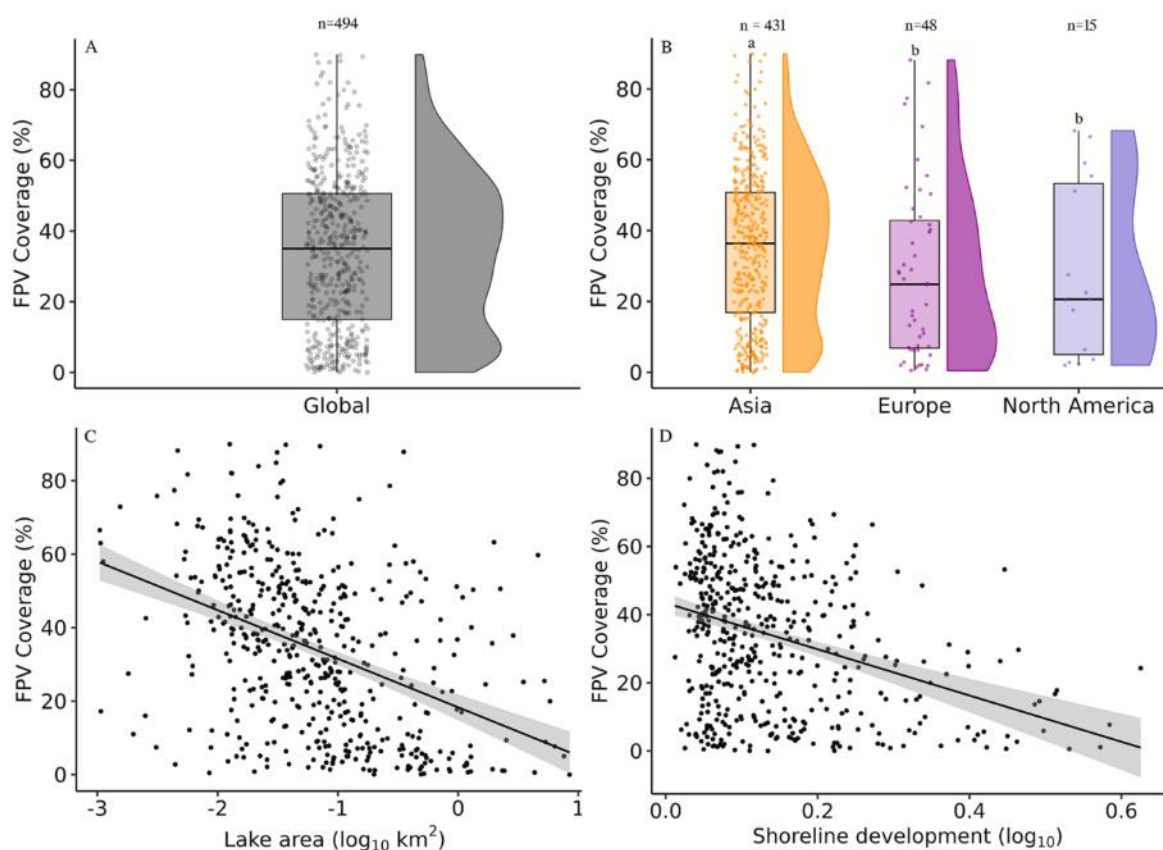 n=494
A
FPV Coverage (%)
80
60
40
20
0
Global
n = 431
n=48
n=15
B
a
b
b
FPV Coverage (%)
80
60
40
20
0
Asia
Europe
North America
C
FPV Coverage (%)
80
60
40
20
0
-3
-2
-1
0
1
Lake area (log₁₀ km²)
D
FPV Coverage (%)
80
60
40
20
0
0.0
0.2
0.4
0.6
Shoreline development (log₁₀)